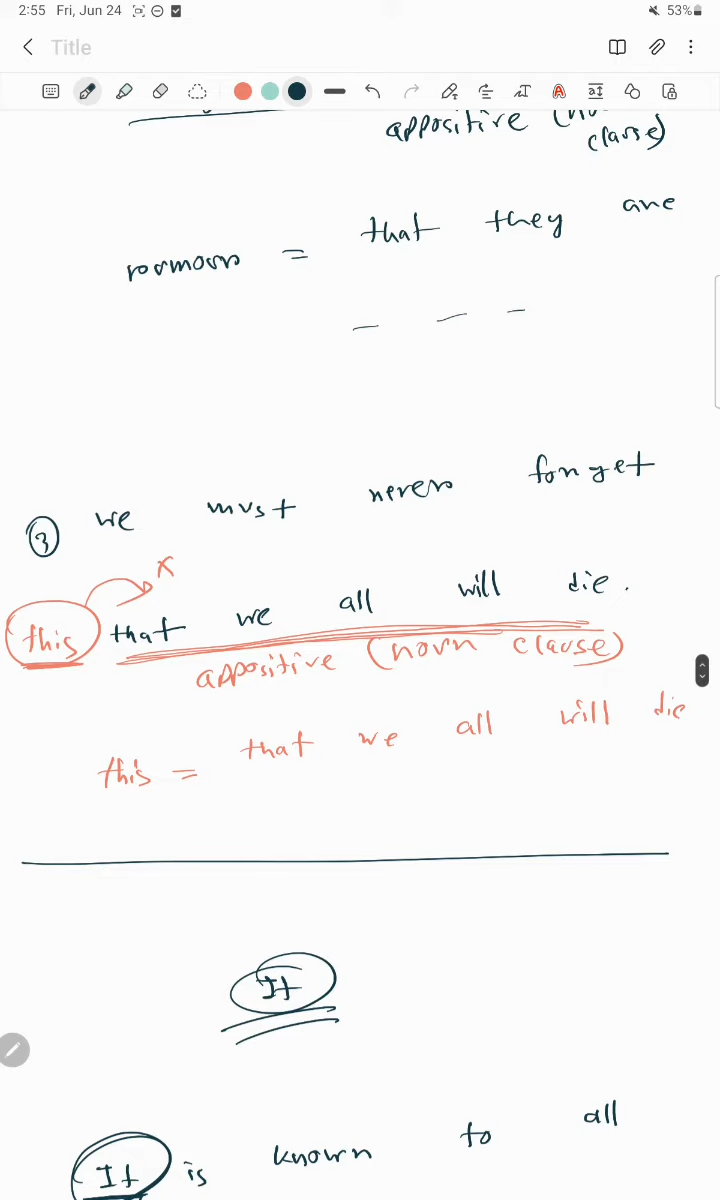 2:55 Fri, Jun 24 53%
Title
appositive (
clause)
rormorn = that they are
③ we must never forget
this that we all will die.
appositive (noun clause)
this = that we all will die
It
It is known to all